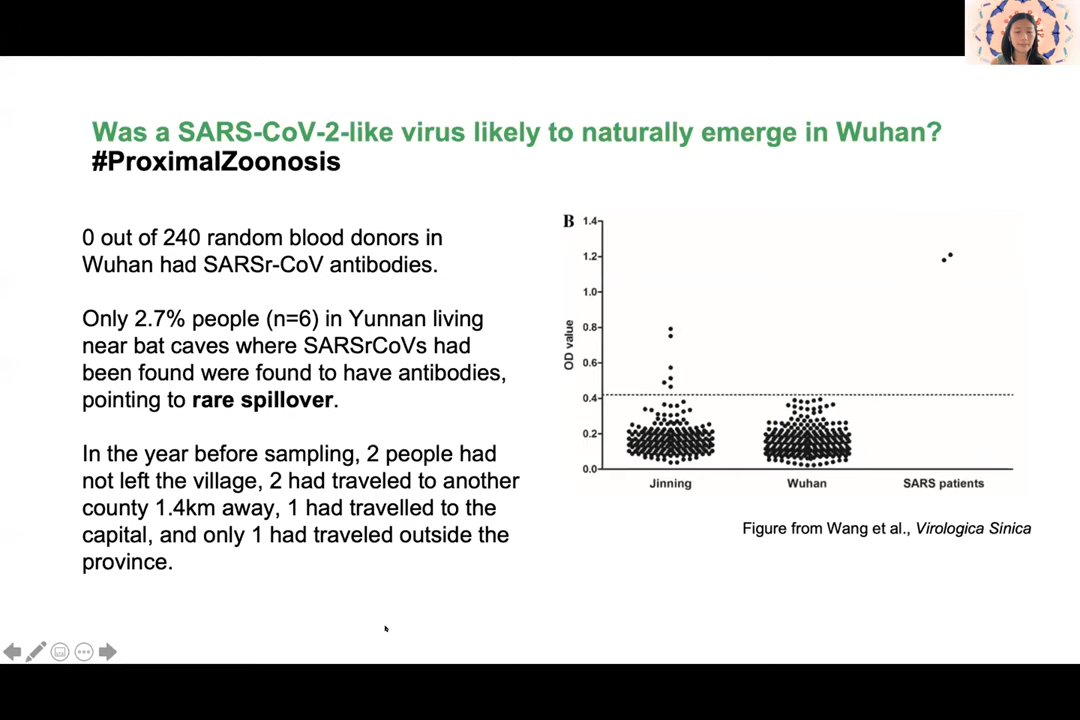 Was a SARS-CoV-2-like virus likely to naturally emerge in Wuhan?
#ProximalZoonosis
0 out of 240 random blood donors in
Wuhan had SARSr-CoV antibodies.
Only 2.7% people (n=6) in Yunnan living
near bat caves where SARSrCoVs had
been found were found to have antibodies,
pointing to rare spillover.
In the year before sampling, 2 people had
not left the village, 2 had traveled to another
county 1.4km away, 1 had travelled to the
capital, and only 1 had traveled outside the
province.
B
1.4
1.2
1.0
0.8
0.6
0.4
0.2
0.0
OD value
Jinning
Wuhan
SARS patients
Figure from Wang et al., Virologica Sinica